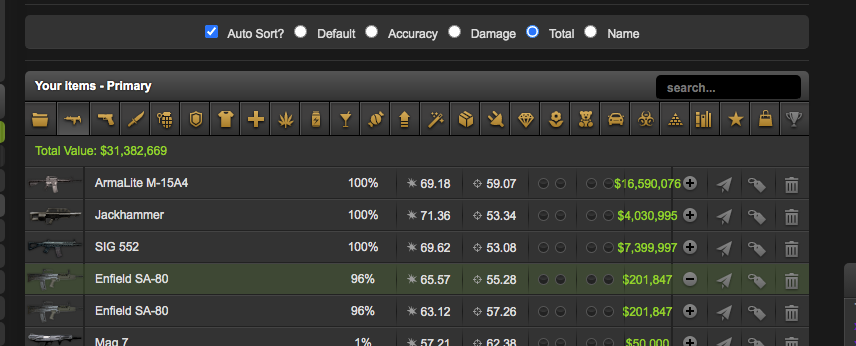 Auto Sort? Default Accuracy Damage Total Name
Your items - Primary search...
Total Value: $31,382,669
ArmaLite M-15A4 100% 69.18 59.07 $16,590,076
Jackhammer 100% 71.36 53.34 $4,030,995
SIG 552 100% 69.62 53.08 $7,399,997
Enfield SA-80 96% 65.57 55.28 $201,847
Enfield SA-80 96% 63.12 57.26 $201,847
Mag 7 1% 57.21 62.38 $50,000